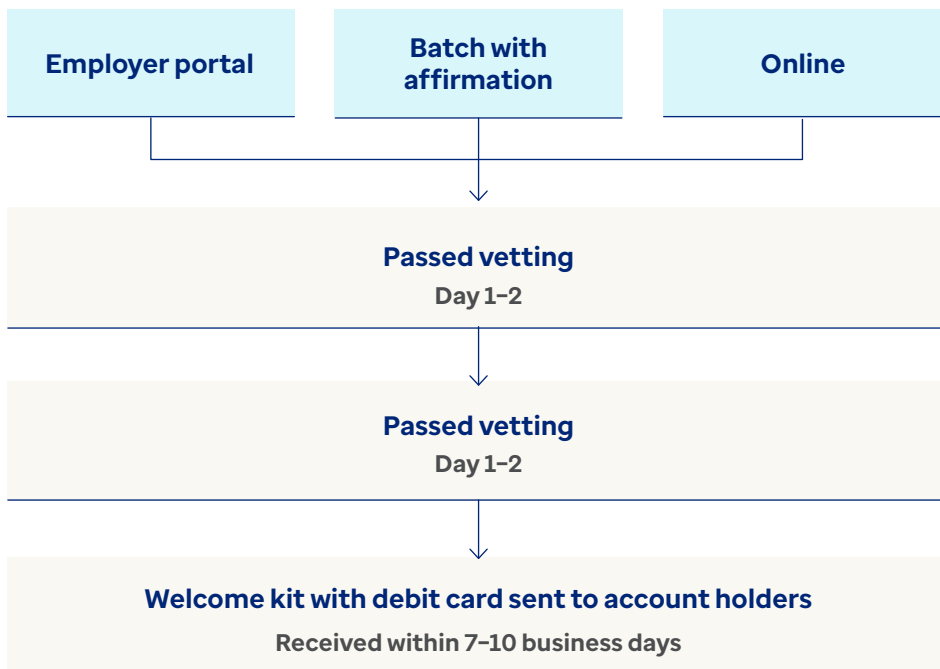 Employer portal
Batch with
affirmation
Online
Passed vetting
Day 1–2
Passed vetting
Day 1–2
Welcome kit with debit card sent to account holders
Received within 7–10 business days